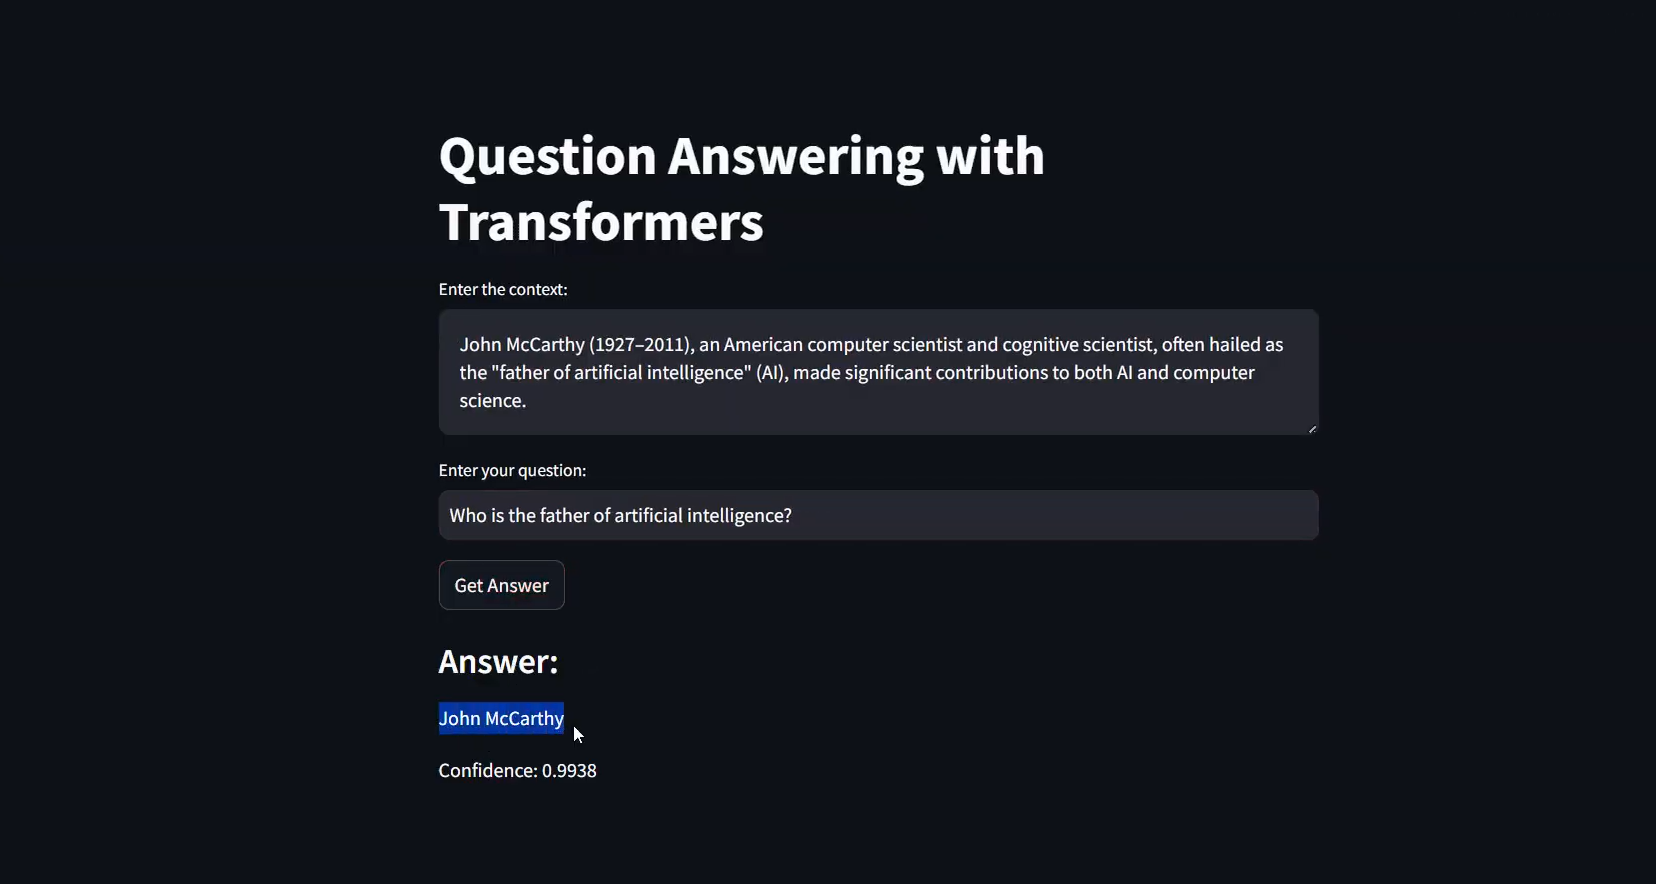 Question Answering with
Transformers
Enter the context:
John McCarthy (1927–2011), an American computer scientist and cognitive scientist, often hailed as
the "father of artificial intelligence" (AI), made significant contributions to both AI and computer
science.
Enter your question:
Who is the father of artificial intelligence?
Get Answer
Answer:
John McCarthy
Confidence: 0.9938